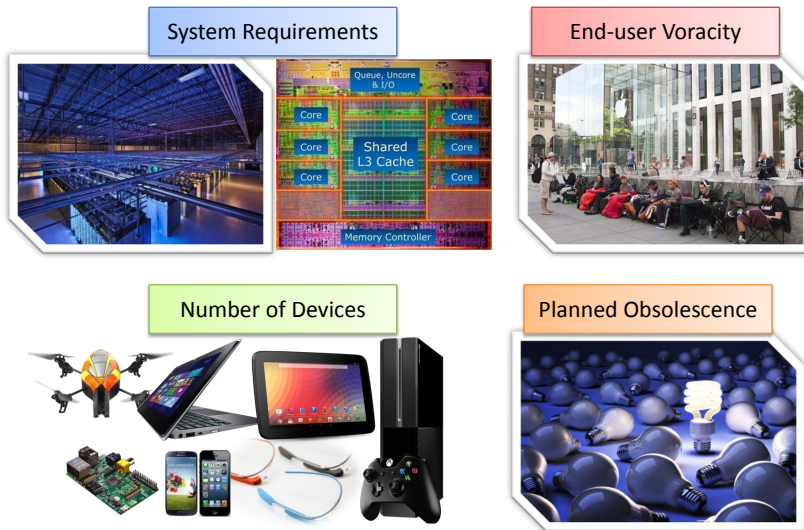 System Requirements
End-user Voracity
Queue, Uncore
& I/O
Core
Core
Core
Shared
L3 Cache
Core
Core
Core
Memory Controller
Number of Devices
Planned Obsolescence